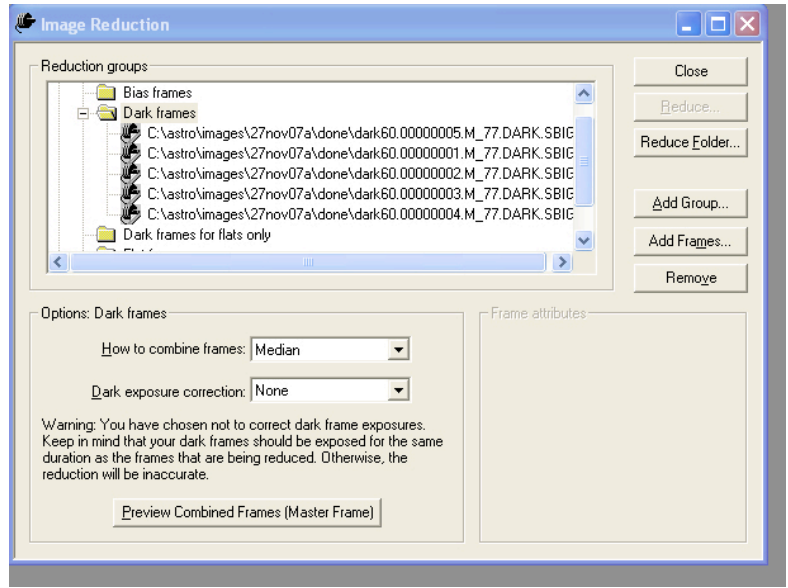 Image Reduction
Reduction groups
Bias frames
Dark frames
C:\astro\images\27nov07a\done\dark60.00000005.M_77.DARK.SBIG
C:\astro\images\27nov07a\done\dark60.00000001.M_77.DARK.SBIG
C:\astro\images\27nov07a\done\dark60.00000002.M_77.DARK.SBIG
C:\astro\images\27nov07a\done\dark60.00000003.M_77.DARK.SBIG
C:\astro\images\27nov07a\done\dark60.00000004.M_77.DARK.SBIG
Dark frames for flats only
Close
Reduce...
Reduce Folder...
Add Group...
Add Frames...
Remove
Options: Dark frames
How to combine frames: Median
Dark exposure correction: None
Warning: You have chosen not to correct dark frame exposures.
Keep in mind that your dark frames should be exposed for the same
duration as the frames that are being reduced. Otherwise, the
reduction will be inaccurate.
Preview Combined Frames (Master Frame)
Frame attributes